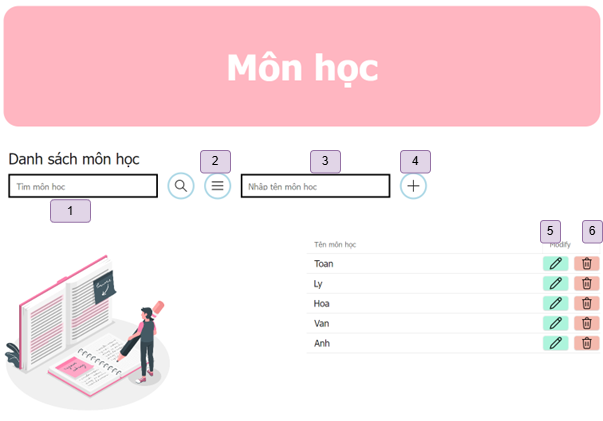 Môn học
Danh sách môn học
2
3
4
Tìm môn học
Nhập tên môn học
1
5
6
Tên môn học
Modify
Toan
Ly
Hoa
Van
Anh